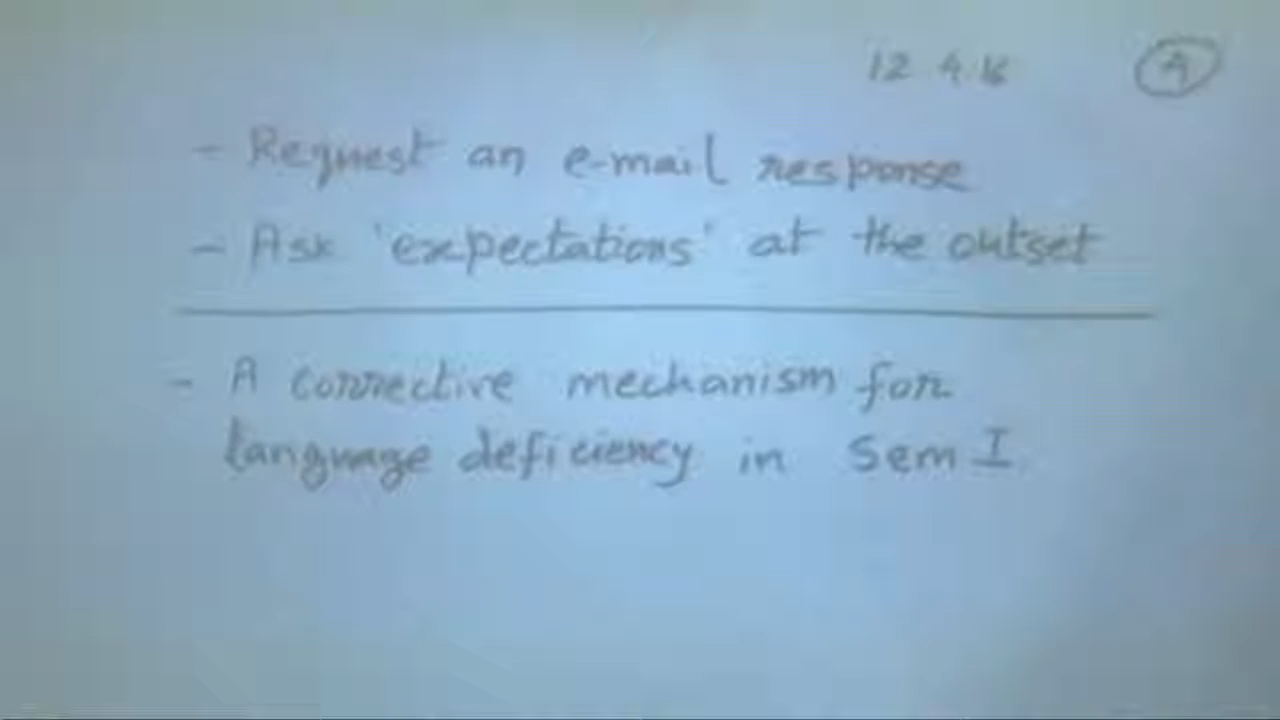 12.4.16 4
- Request an e-mail response
- Ask 'expectations' at the outset
- A corrective mechanism for
language deficiency in Sem I